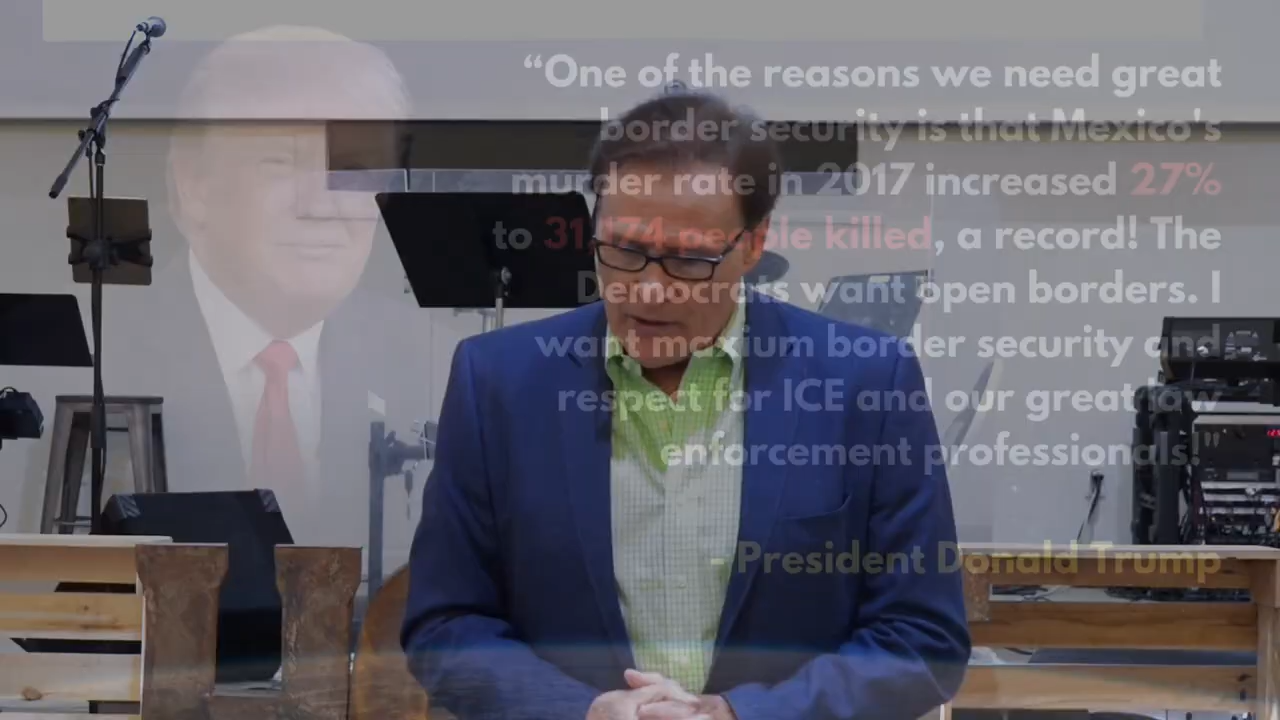 “One of the reasons we need great
border security is that Mexico's
murder rate in 2017 increased 27%
to 31,174 people killed, a record! The
Democrats want open borders. I
want maxium border security and
respect for ICE and our great law
enforcement professionals!"
- President Donald Trump